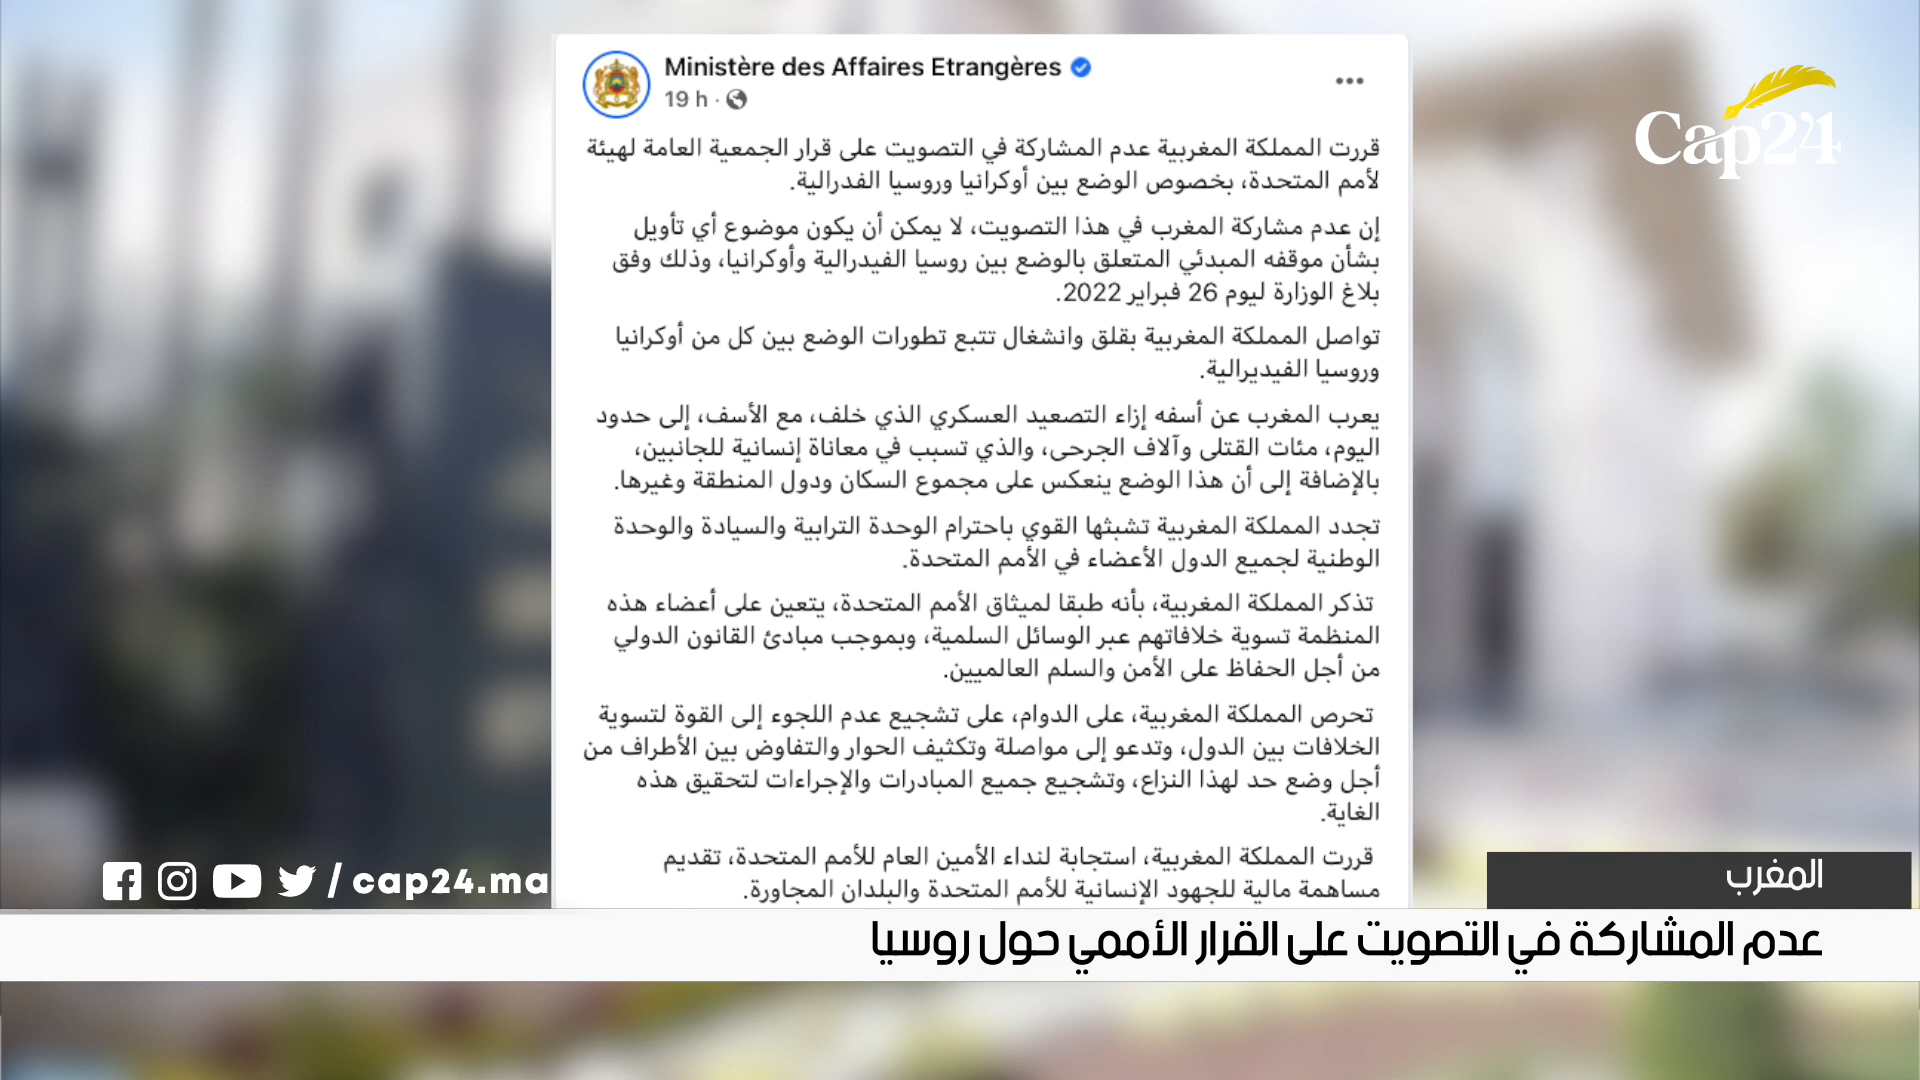 Ministère des Affaires Etrangères
19 h ·
Cap24
قررت المملكة المغربية عدم المشاركة في التصويت على قرار الجمعية العامة لهيئة
لأمم المتحدة، بخصوص الوضع بين أوكرانيا وروسيا الفدرالية.
إن عدم مشاركة المغرب في هذا التصويت، لا يمكن أن يكون موضوع أي تأويل
بشأن موقفه المبدئي المتعلق بالوضع بين روسيا الفيدرالية وأوكرانيا، وذلك وفق
بلاغ الوزارة ليوم 26 فبراير 2022.
تواصل المملكة المغربية بقلق وانشغال تتبع تطورات الوضع بين كل من أوكرانيا
وروسيا الفيديرالية.
يعرب المغرب عن أسفه إزاء التصعيد العسكري الذي خلف، مع الأسف، إلى حدود
اليوم، مئات القتلى وآلاف الجرحى، والذي تسبب في معاناة إنسانية للجانبين،
بالإضافة إلى أن هذا الوضع ينعكس على مجموع السكان ودول المنطقة وغيرها.
تجدد المملكة المغربية تشبثها القوي باحترام الوحدة الترابية والسيادة والوحدة
الوطنية لجميع الدول الأعضاء في الأمم المتحدة.
تذكر المملكة المغربية، بأنه طبقا لميثاق الأمم المتحدة، يتعين على أعضاء هذه
المنظمة تسوية خلافاتهم عبر الوسائل السلمية، وبموجب مبادئ القانون الدولي
من أجل الحفاظ على الأمن والسلم العالميين.
تحرص المملكة المغربية، على الدوام، على تشجيع عدم اللجوء إلى القوة لتسوية
الخلافات بين الدول، وتدعو إلى مواصلة وتكثيف الحوار والتفاوض بين الأطراف من
أجل وضع حد لهذا النزاع، وتشجيع جميع المبادرات والإجراءات لتحقيق هذه
الغاية.
قررت المملكة المغربية، استجابة لنداء الأمين العام للأمم المتحدة، تقديم
مساهمة مالية للجهود الإنسانية للأمم المتحدة والبلدان المجاورة.
/ cap24.ma
المغرب
عدم المشاركة في التصويت على القرار الأممي حول روسيا